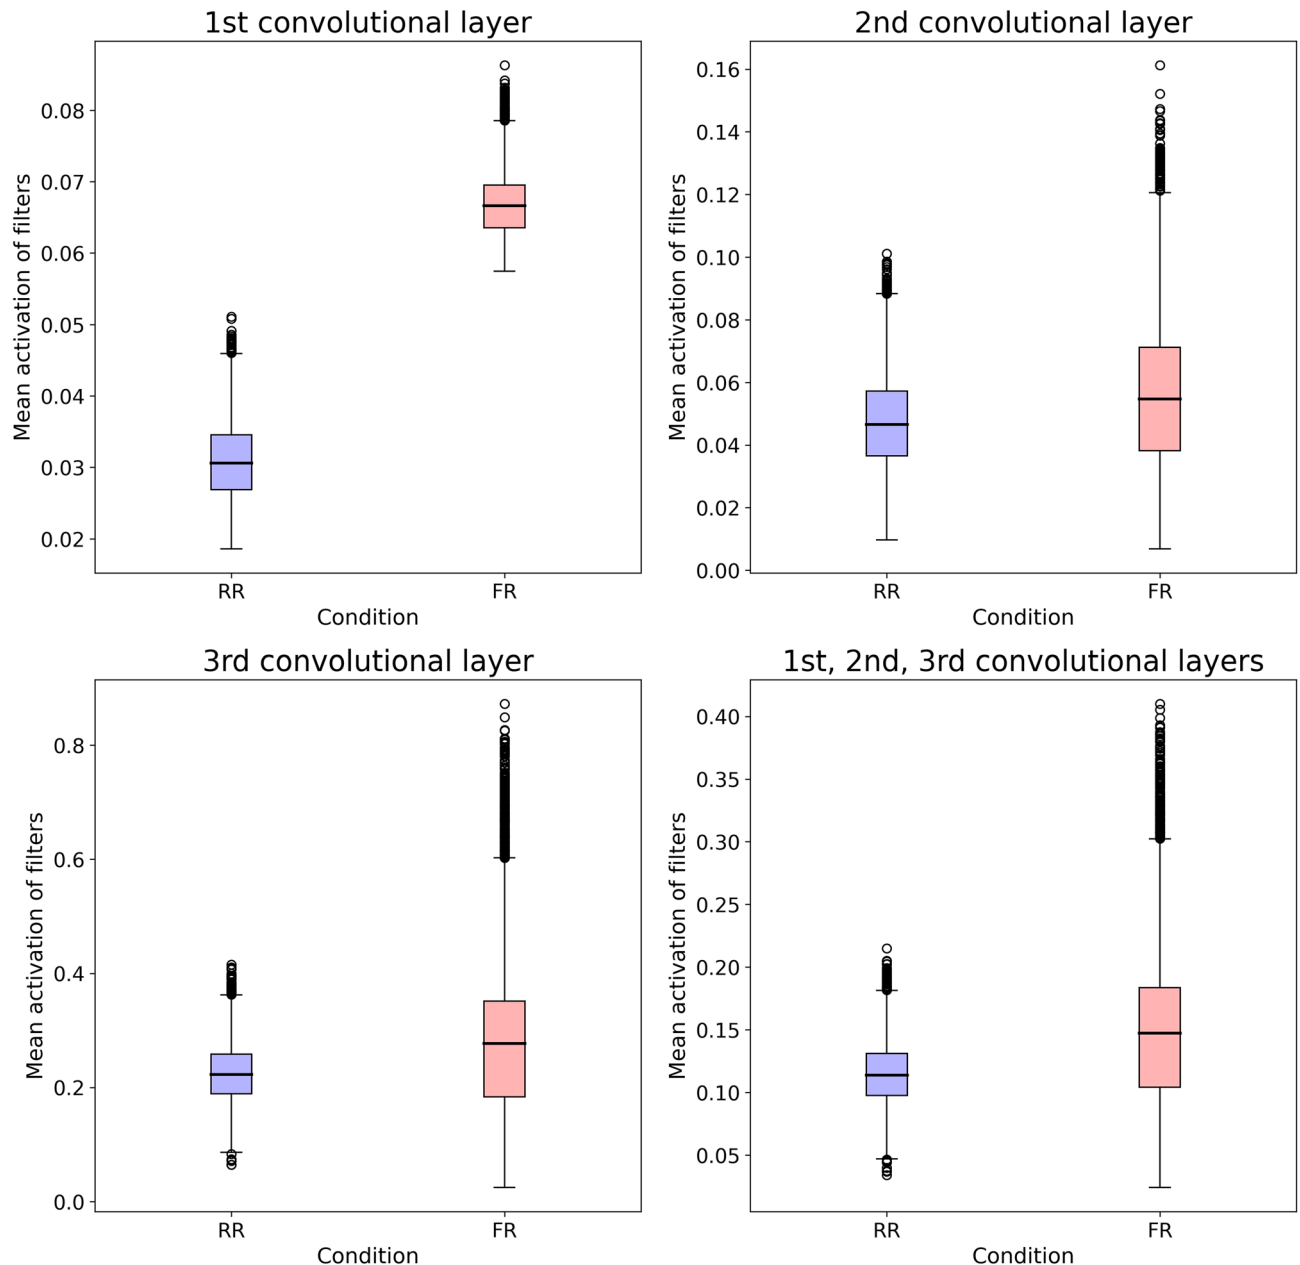 1st convolutional layer
Mean activation of filters
0.08
0.07
0.06
0.05
0.04
0.03
0.02
RR
FR
Condition
2nd convolutional layer
Mean activation of filters
0.16
0.14
0.12
0.10
0.08
0.06
0.04
0.02
0.00
RR
FR
Condition
3rd convolutional layer
Mean activation of filters
0.8
0.6
0.4
0.2
0.0
RR
FR
Condition
1st, 2nd, 3rd convolutional layers
Mean activation of filters
0.40
0.35
0.30
0.25
0.20
0.15
0.10
0.05
RR
FR
Condition